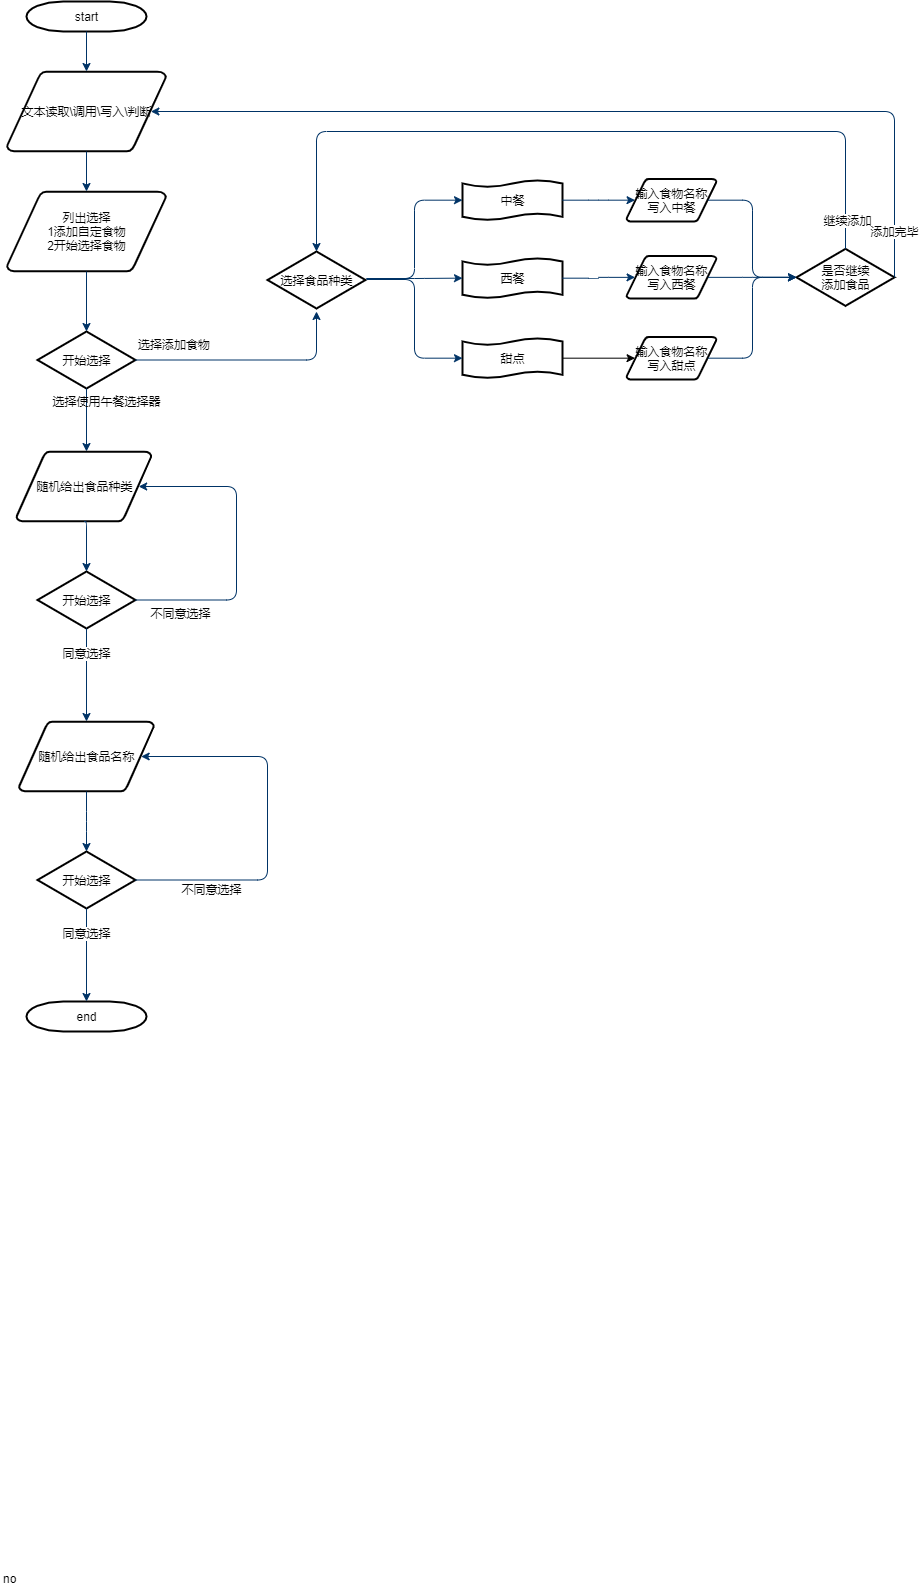 start
文本读取\调用\写入\判断
列出选择
1添加自定食物
2开始选择食物
开始选择
选择添加食物
选择使用午餐选择器
选择食品种类
中餐
西餐
甜点
输入食物名称
写入中餐
输入食物名称
写入西餐
输入食物名称
写入甜点
是否继续
添加食品
继续添加
添加完毕
随机给出食品种类
开始选择
不同意选择
同意选择
随机给出食品名称
开始选择
不同意选择
同意选择
end
no